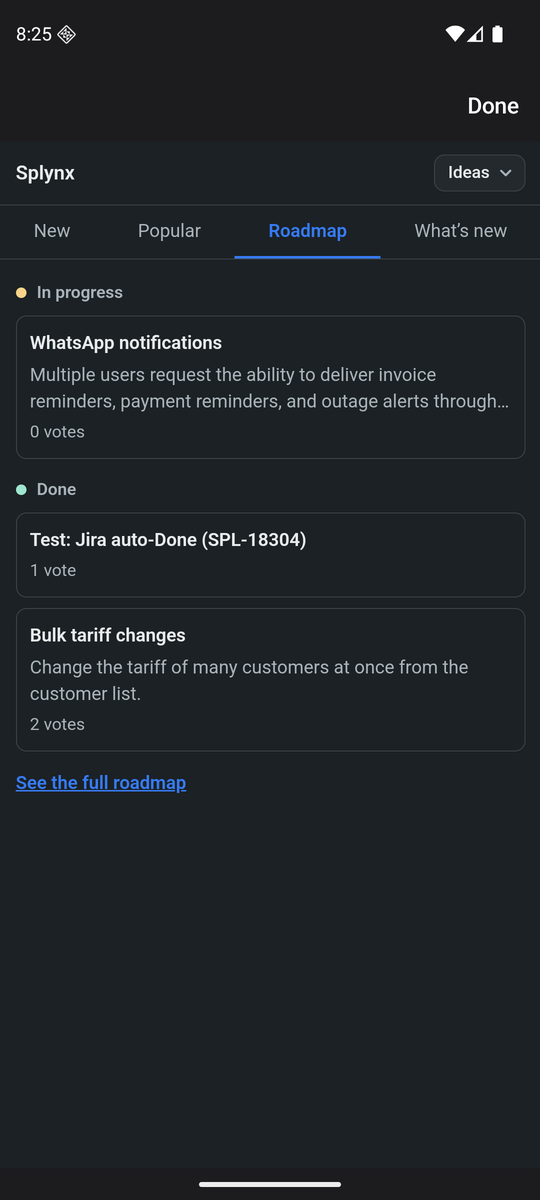 8:25
Done
Splynx
Ideas
New
Popular
Roadmap
What’s new
In progress
WhatsApp notifications
Multiple users request the ability to deliver invoice
reminders, payment reminders, and outage alerts through…
0 votes
Done
Test: Jira auto-Done (SPL-18304)
1 vote
Bulk tariff changes
Change the tariff of many customers at once from the
customer list.
2 votes
See the full roadmap